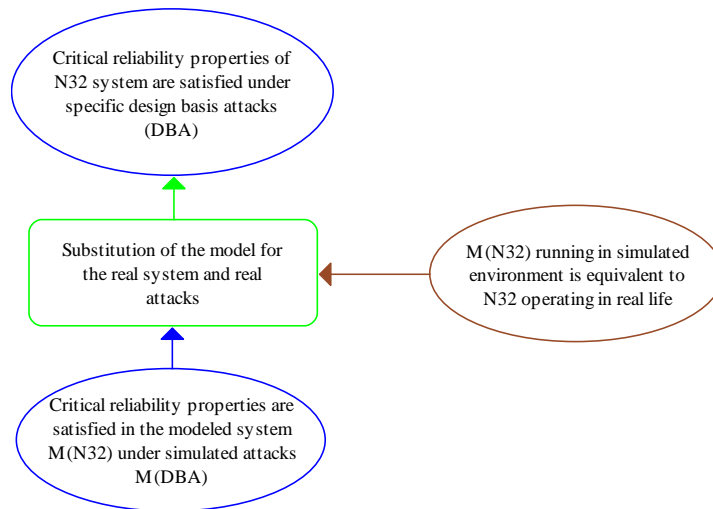 Critical reliability properties of
N32 system are satisfied under
specific design basis attacks
(DBA)
Substitution of the model for
the real system and real
attacks
M(N32) running in simulated
environment is equivalent to
N32 operating in real life
Critical reliability properties are
satisfied in the modeled system
M(N32) under simulated attacks
M(DBA)